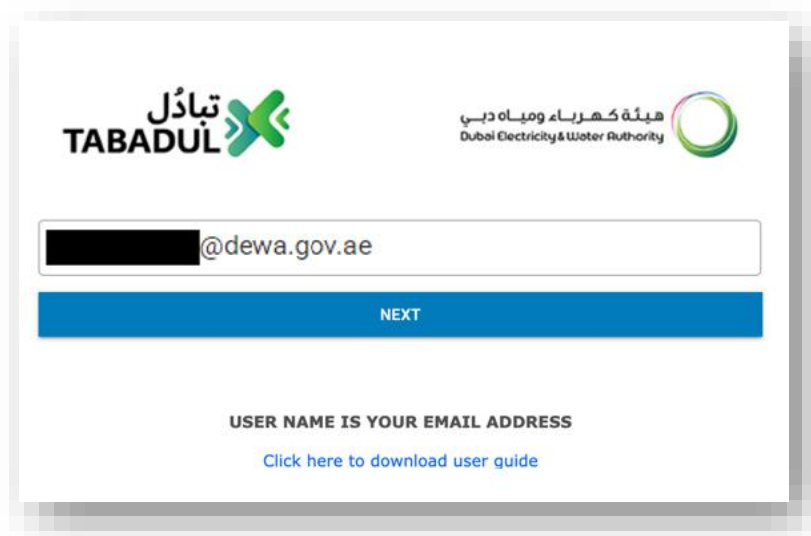 تبادُل
TABADUL
هيئة كهرباء ومياه دبي
Dubai Electricity & Water Authority
@dewa.gov.ae
NEXT
USER NAME IS YOUR EMAIL ADDRESS
Click here to download user guide